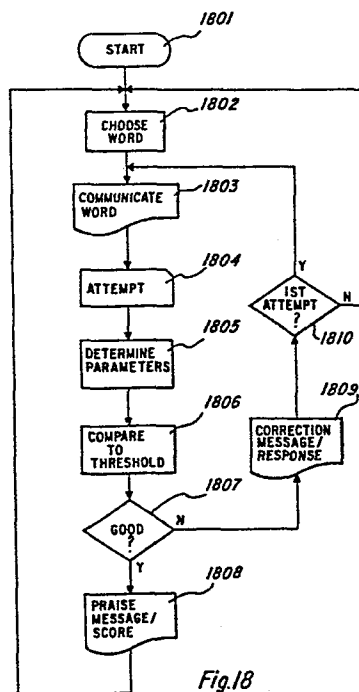 1801
START
1802
CHOOSE
WORD
1803
COMMUNICATE
WORD
1804
ATTEMPT
1805
DETERMINE
PARAMETERS
1806
COMPARE
TO
THRESHOLD
1807
GOOD
?
N
Y
1808
PRAISE
MESSAGE/
SCORE
1809
CORRECTION
MESSAGE/
RESPONSE
Y
1ST
ATTEMPT
?
N
1810
Fig.18